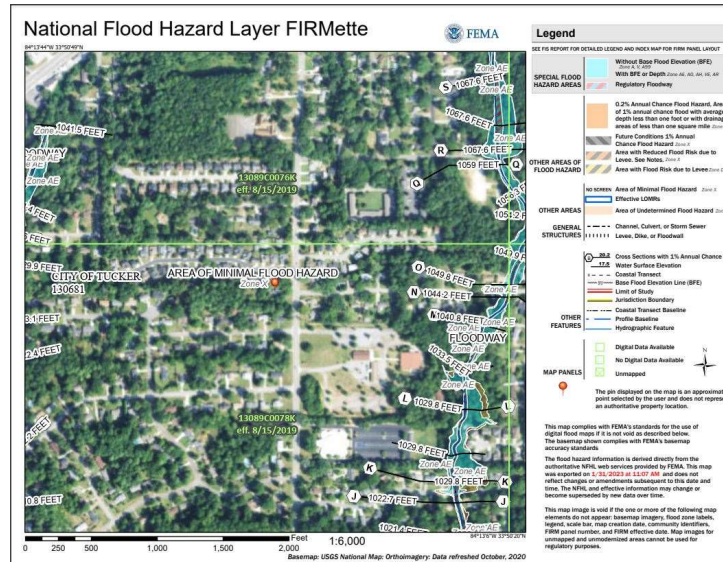 National Flood Hazard Layer FIRMette
FEMA
84°13'44"W 33°50'49"N
1041.5 FEET
Zone AE
S 1067.6 FEET
Zone AE
1067.6 FEET
R 1067.6 FEET
1059 FEET
Q
Zone AE
13089C0076K
eff. 8/15/2019
CITY OF TUCKER
130681
AREA OF MINIMAL FLOOD HAZARD
Zone X
O 1049.8 FEET
N 1044.2 FEET
1040.8 FEET
FLOODWAY
Zone AE
1033.5 FEET
Zone AE
L 1029.8 FEET L
13089C0078K
eff. 8/15/2019
1029.8 FEET
Zone AE
K 1029.8 FEET K
J 1022.7 FEET J
1021.4 FEET
Zone AE
84°13'6"W 33°50'20"N
0 250 500 1,000 1,500 2,000 Feet 1:6,000
Basemap: USGS National Map: Orthoimagery: Data refreshed October, 2020
Legend
SEE FIS REPORT FOR DETAILED LEGEND AND INDEX MAP FOR FIRM PANEL LAYOUT
SPECIAL FLOOD
HAZARD AREAS
Without Base Flood Elevation (BFE)
Zone A, V, A99
With BFE or Depth Zone AE, AO, AH, VE, AR
Regulatory Floodway
OTHER AREAS OF
FLOOD HAZARD
0.2% Annual Chance Flood Hazard, Area
of 1% annual chance flood with average
depth less than one foot or with drainag
areas of less than one square mile Zone
Future Conditions 1% Annual
Chance Flood Hazard Zone X
Area with Reduced Flood Risk due to
Levee. See Notes. Zone X
Area with Flood Risk due to Levee Zone
OTHER AREAS
NO SCREEN Area of Minimal Flood Hazard Zone X
Effective LOMRs
Area of Undetermined Flood Hazard Zo
GENERAL
STRUCTURES
Channel, Culvert, or Storm Sewer
Levee, Dike, or Floodwall
OTHER
FEATURES
20.2 Cross Sections with 1% Annual Chance
17.5 Water Surface Elevation
Coastal Transect
Base Flood Elevation Line (BFE)
Limit of Study
Jurisdiction Boundary
Coastal Transect Baseline
Profile Baseline
Hydrographic Feature
MAP PANELS
Digital Data Available
No Digital Data Available
Unmapped
N
The pin displayed on the map is an approximat
point selected by the user and does not represe
an authoritative property location.
This map complies with FEMA's standards for the use of
digital flood maps if it is not void as described below.
The basemap shown complies with FEMA's basemap
accuracy standards
The flood hazard information is derived directly from the
authoritative NFHL web services provided by FEMA. This map
was exported on 1/31/2023 at 11:07 AM and does not
reflect changes or amendments subsequent to this date and
time. The NFHL and effective information may change or
become superseded by new data over time.
This map image is void if the one or more of the following map
elements do not appear: basemap imagery, flood zone labels,
legend, scale bar, map creation date, community identifiers,
FIRM panel number, and FIRM effective date. Map images for
unmapped and unmodernized areas cannot be used for
regulatory purposes.